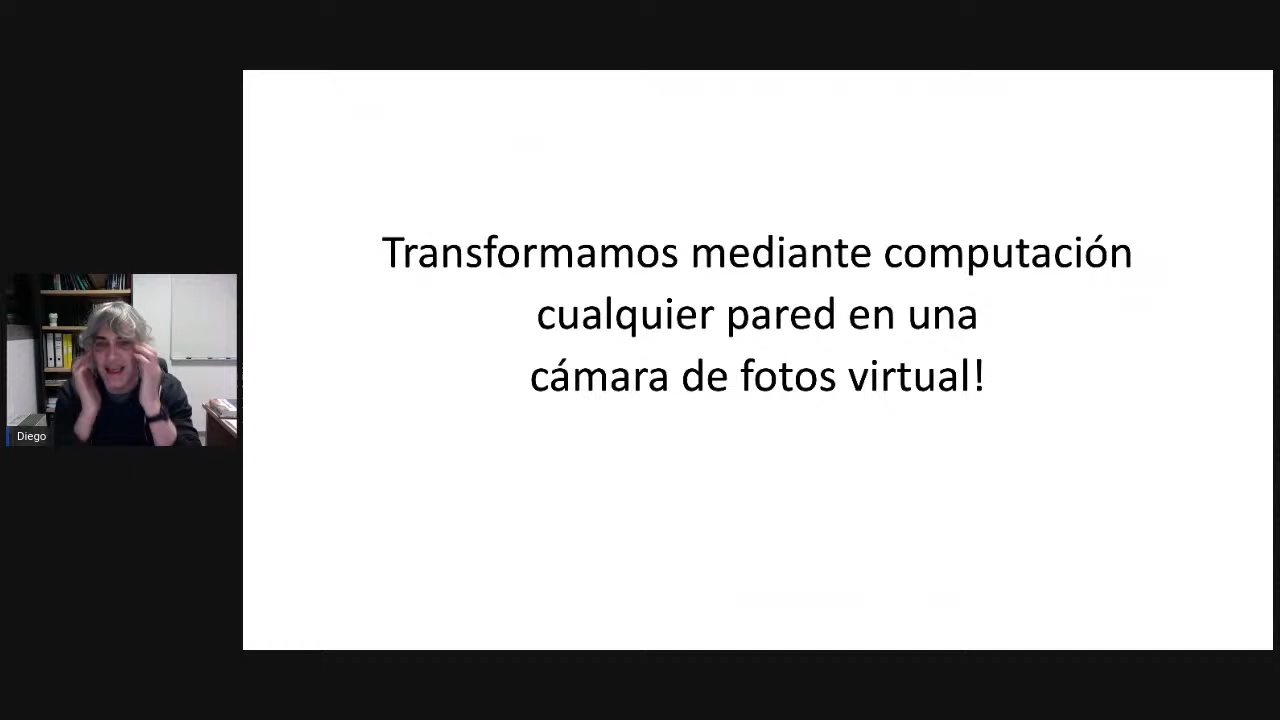 Transformamos mediante computación
cualquier pared en una
cámara de fotos virtual!
Diego